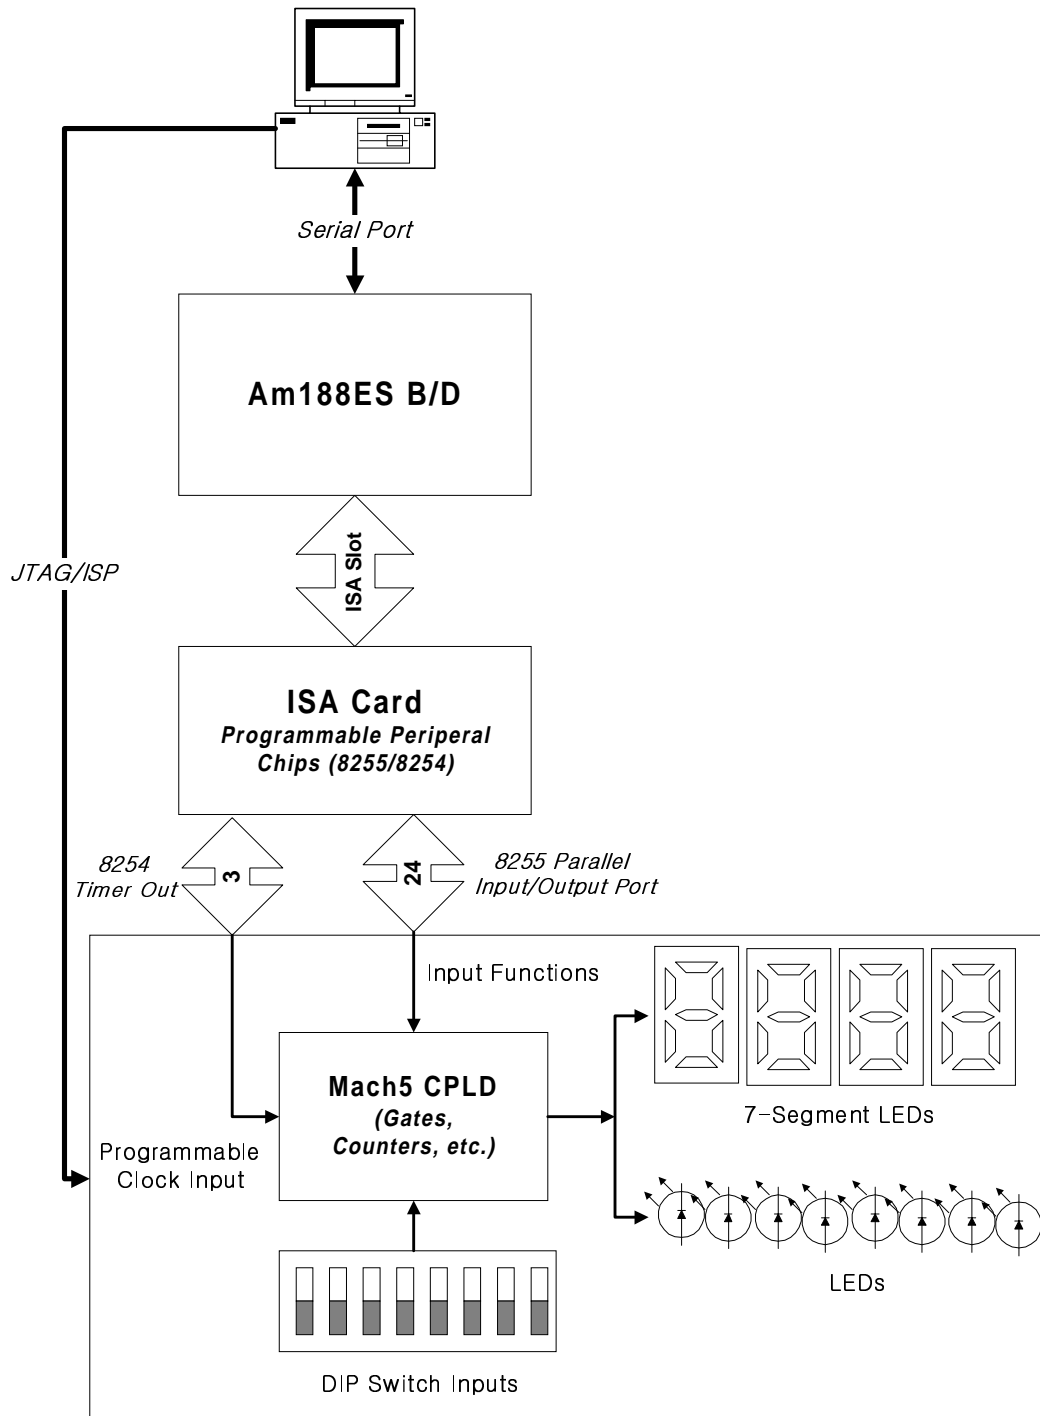 Serial Port
Am188ES B/D
JTAG/ISP
ISA Slot
ISA Card
Programmable Periperal
Chips (8255/8254)
8254
Timer Out
3
24
8255 Parallel
Input/Output Port
Input Functions
Mach5 CPLD
(Gates,
Counters, etc.)
7-Segment LEDs
Programmable
Clock Input
LEDs
DIP Switch Inputs